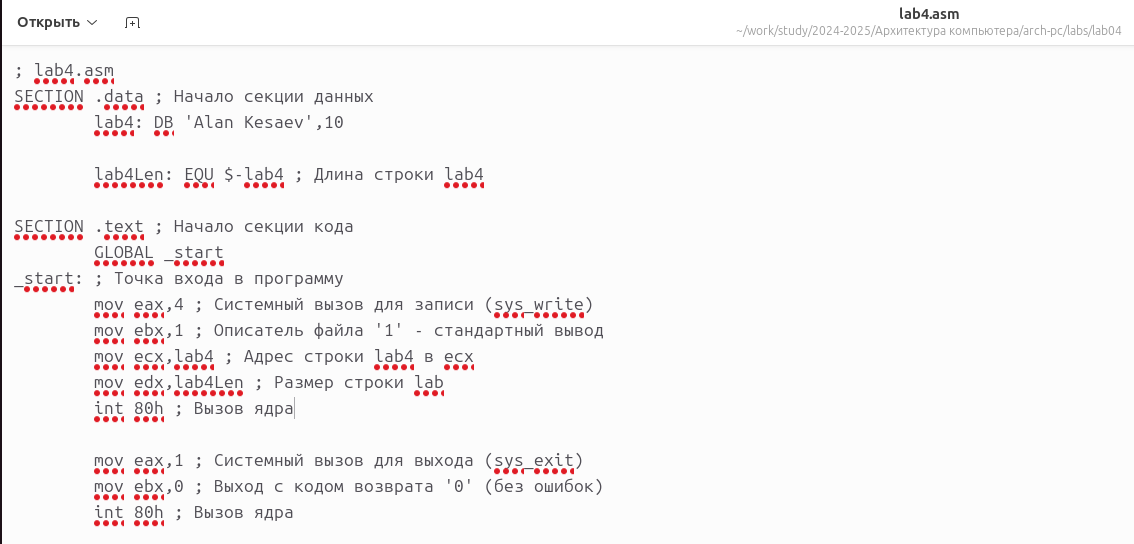 Открыть
lab4.asm
~/work/study/2024-2025/Архитектура компьютера/arch-pc/labs/lab04
; lab4.asm
SECTION .data ; Начало секции данных
lab4: DB 'Alan Kesaev',10
lab4Len: EQU $-lab4 ; Длина строки lab4
SECTION .text ; Начало секции кода
GLOBAL _start
_start: ; Точка входа в программу
mov eax,4 ; Системный вызов для записи (sys_write)
mov ebx,1 ; Описатель файла '1' - стандартный вывод
mov ecx,lab4 ; Адрес строки lab4 в ecx
mov edx,lab4Len ; Размер строки lab
int 80h ; Вызов ядра
mov eax,1 ; Системный вызов для выхода (sys_exit)
mov ebx,0 ; Выход с кодом возврата '0' (без ошибок)
int 80h ; Вызов ядра